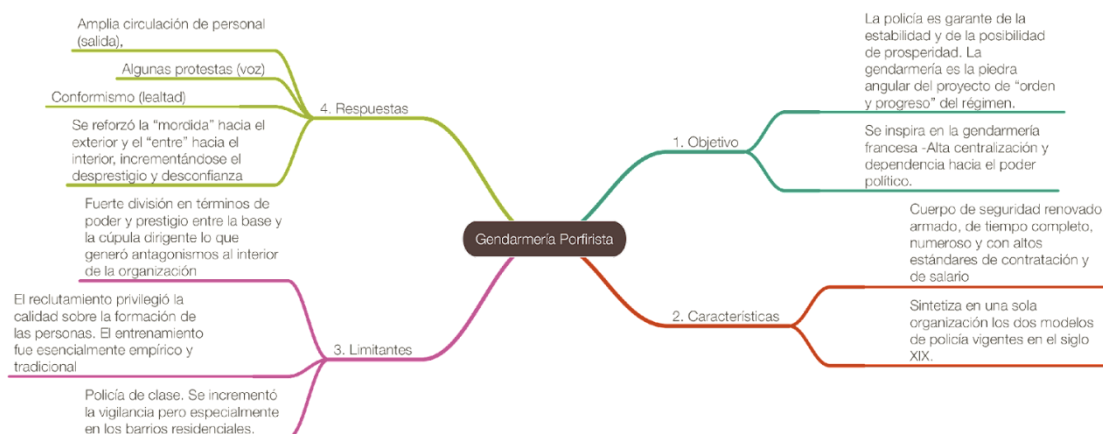 Gendarmería Porfirista
1. Objetivo
La policía es garante de la
estabilidad y de la posibilidad
de prosperidad. La
gendarmería es la piedra
angular del proyecto de “orden
y progreso” del régimen.
Se inspira en la gendarmería
francesa -Alta centralización y
dependencia hacia el poder
político.
2. Características
Cuerpo de seguridad renovado
armado, de tiempo completo,
numeroso y con altos
estándares de contratación y
de salario
Sintetiza en una sola
organización los dos modelos
de policía vigentes en el siglo
XIX.
3. Limitantes
Fuerte división en términos de
poder y prestigio entre la base y
la cúpula dirigente lo que
generó antagonismos al interior
de la organización
El reclutamiento privilegió la
calidad sobre la formación de
las personas. El entrenamiento
fue esencialmente empírico y
tradicional
Policía de clase. Se incrementó
la vigilancia pero especialmente
en los barrios residenciales.
4. Respuestas
Amplia circulación de personal
(salida),
Algunas protestas (voz)
Conformismo (lealtad)
Se reforzó la “mordida” hacia el
exterior y el “entre” hacia el
interior, incrementándose el
desprestigio y desconfianza